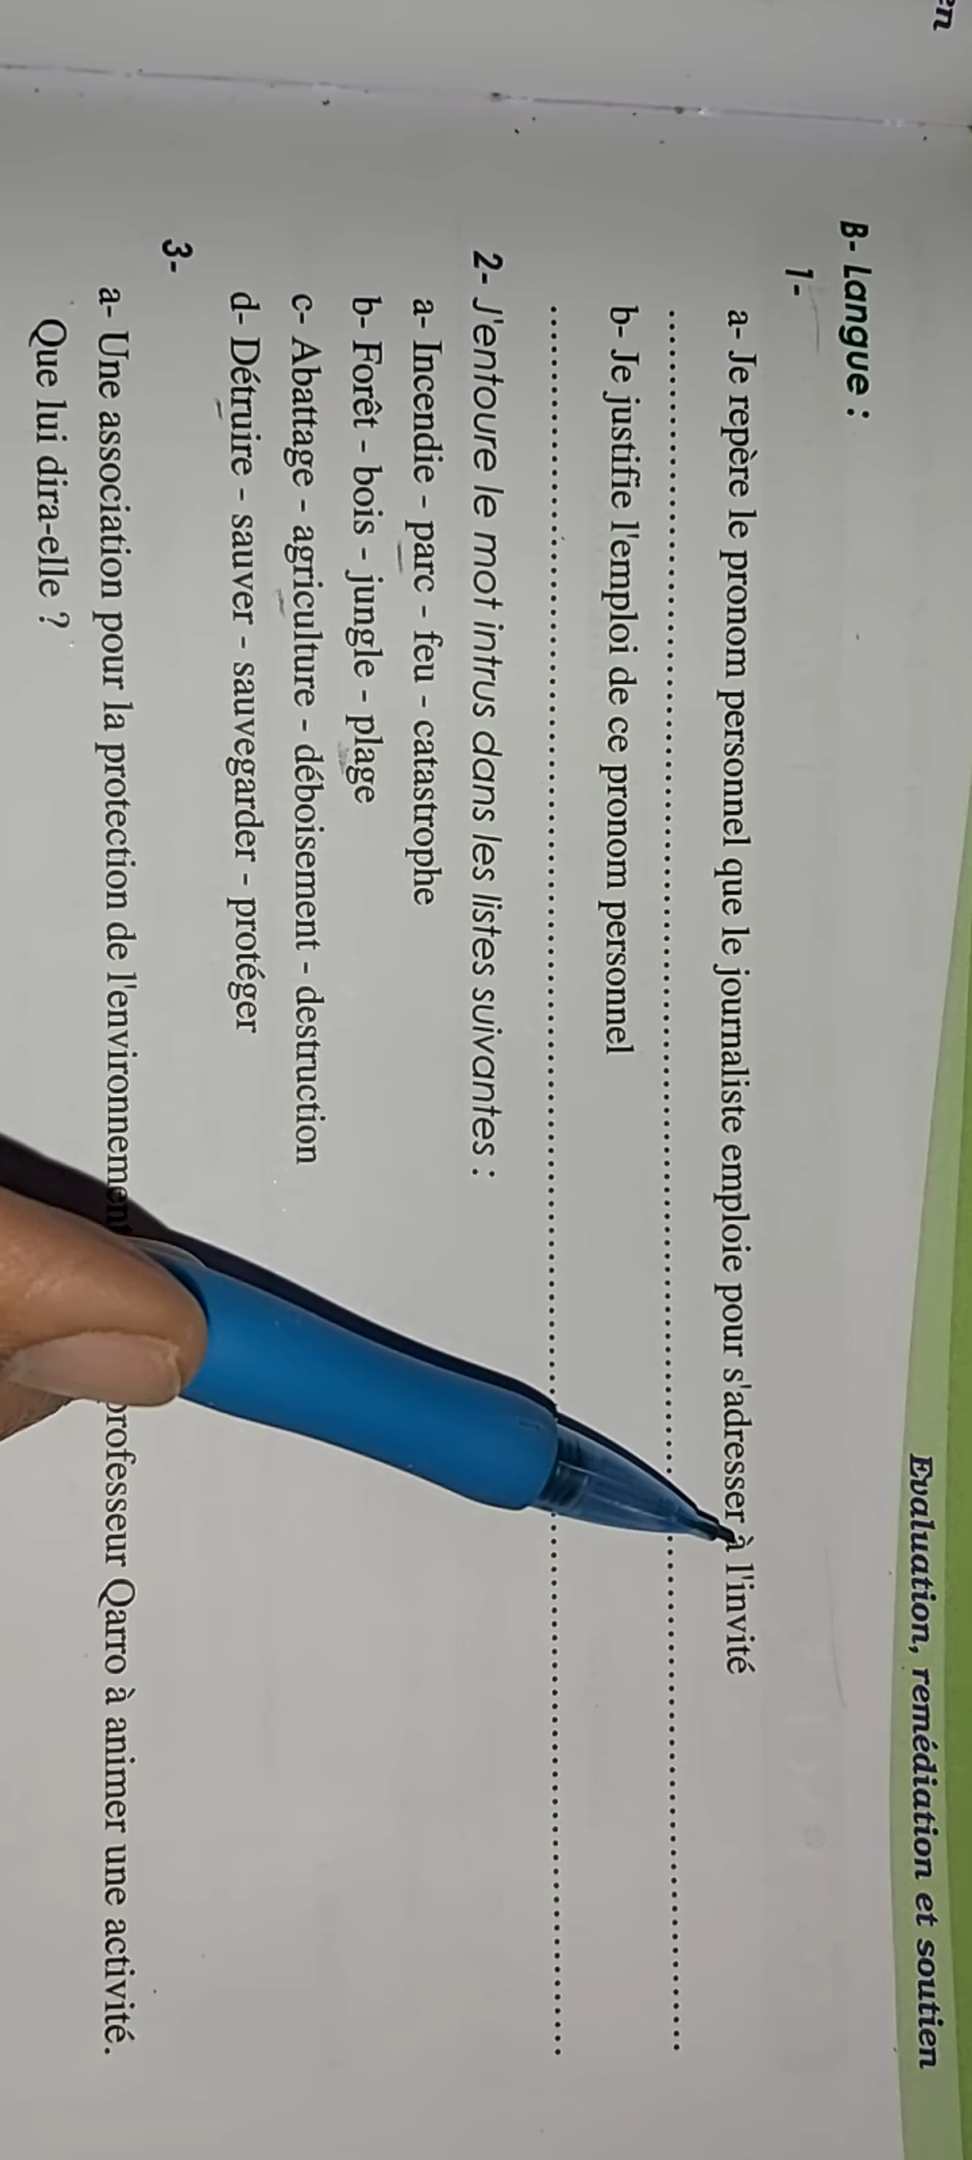 en
Evaluation, remédiation et soutien
B- Langue :
1-
a- Je repère le pronom personnel que le journaliste emploie pour s'adresser à l'invité
b- Je justifie l'emploi de ce pronom personnel
2- J'entoure le mot intrus dans les listes suivantes :
a- Incendie - parc - feu - catastrophe
b- Forêt - bois - jungle - plage
c- Abattage - agriculture - déboisement - destruction
d- Détruire - sauver - sauvegarder - protéger
3-
a- Une association pour la protection de l'environnement professeur Qarro à animer une activité.
Que lui dira-elle ?